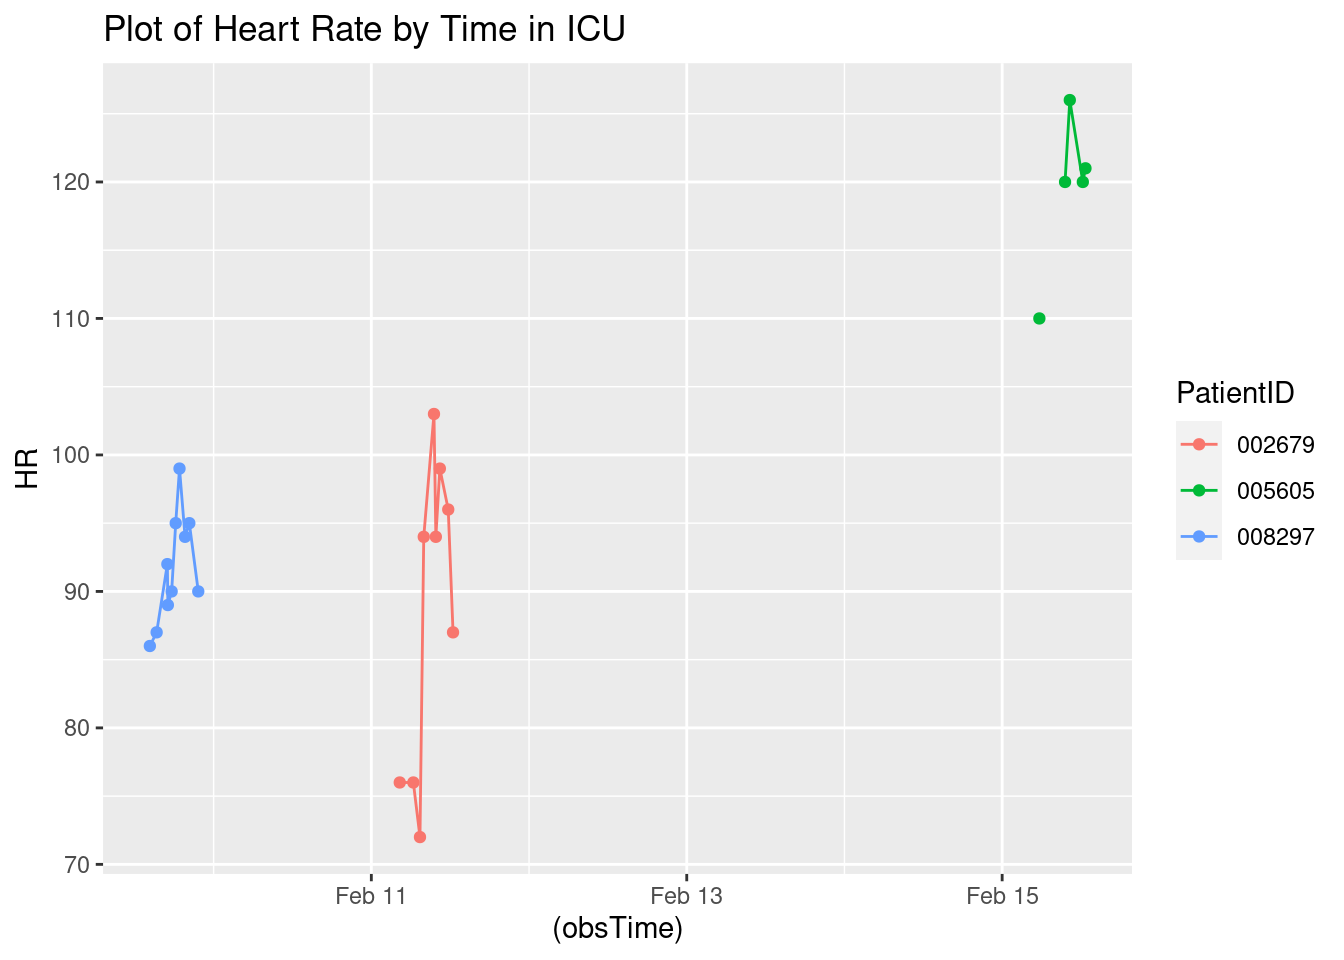 Plot of Heart Rate by Time in ICU
HR
120
110
100
90
80
70
Feb 11
Feb 13
Feb 15
(obsTime)
PatientID
002679
005605
008297